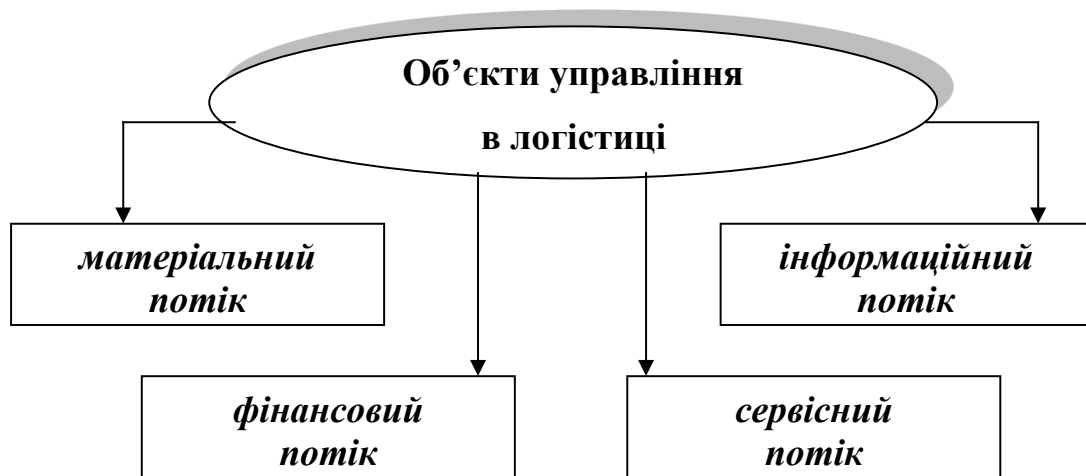 Об’єкти управління
в логістиці
матеріальний
потік
інформаційний
потік
фінансовий
потік
сервісний
потік